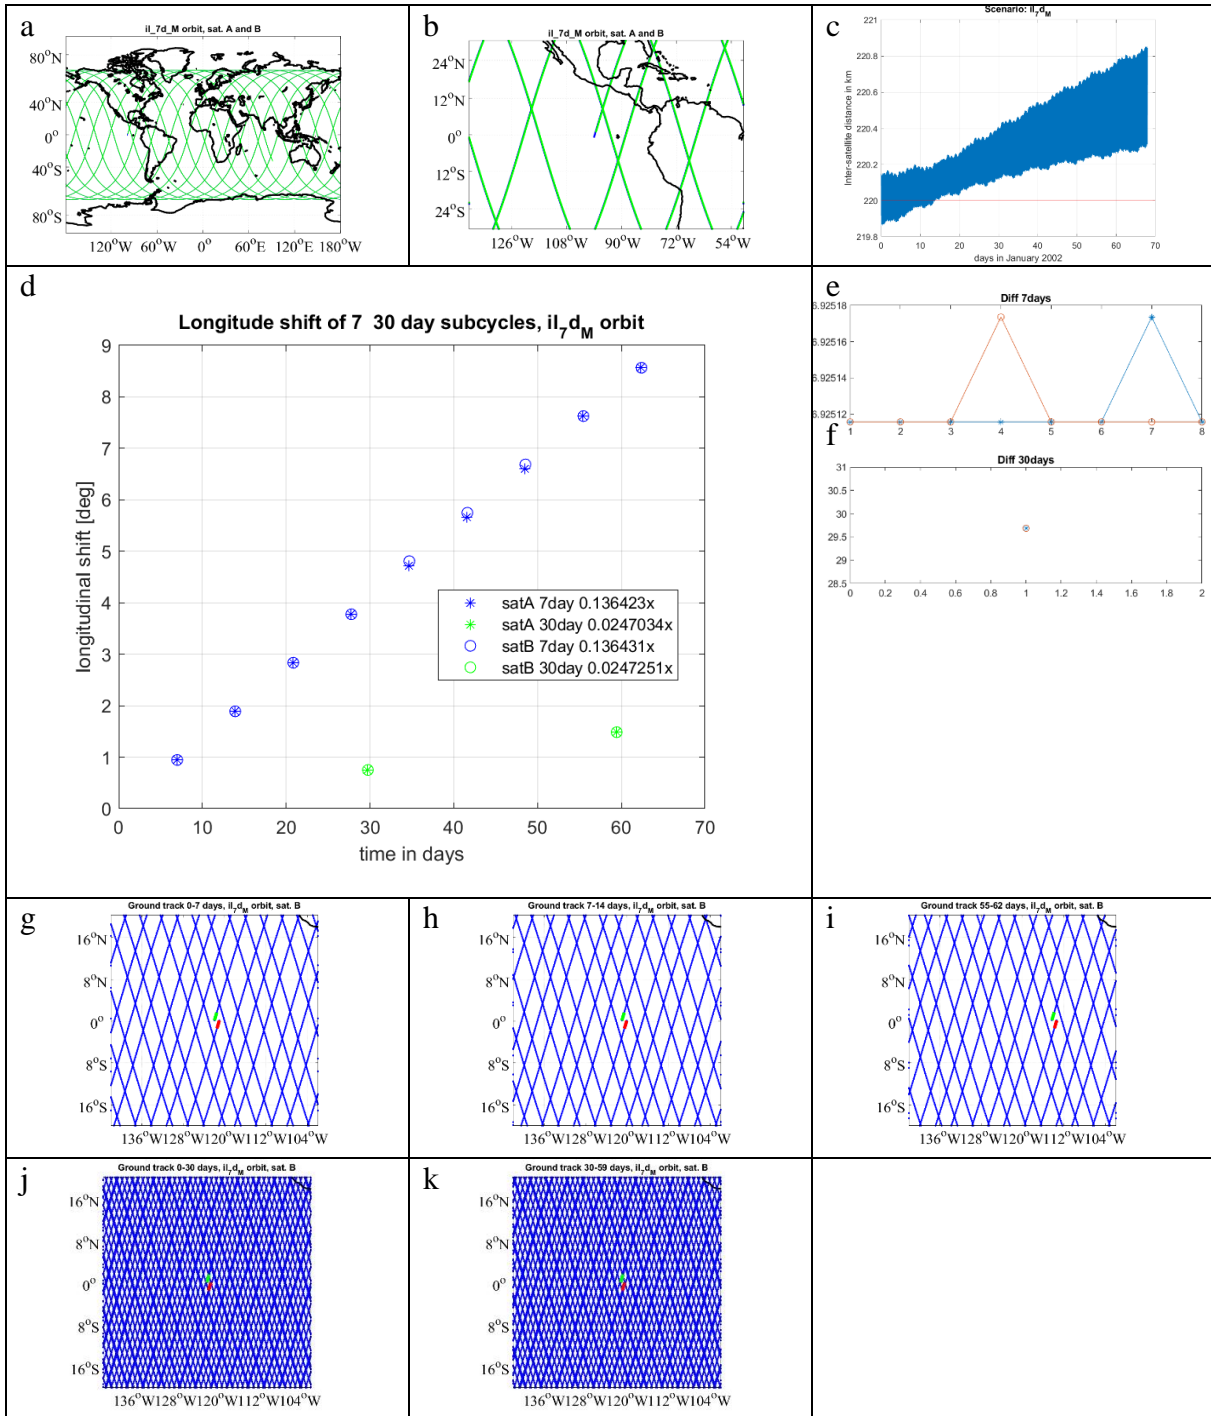 a
il_7d_M orbit, sat. A and B
80°N
40°N
0°
40°S
80°S
120°W 60°W 0° 60°E 120°E 180°W
b
il_7d_M orbit, sat. A and B
24°N
12°N
0°
12°S
24°S
126°W 108°W 90°W 72°W 54°W
c
Scenario: il7dM
Inter-satellite distance in km
221
220.8
220.6
220.4
220.2
220
219.8
0 10 20 30 40 50 60 70
days in January 2002
d
Longitude shift of 7 30 day subcycles, il7dM orbit
longitudinal shift [deg]
9
8
7
6
5
4
3
2
1
0
satA 7day 0.136423x
satA 30day 0.0247034x
satB 7day 0.136431x
satB 30day 0.0247251x
0 10 20 30 40 50 60 70
time in days
e
Diff 7days
6.92518
6.92516
6.92514
6.92512
1 2 3 4 5 6 7 8
f
Diff 30days
31
30.5
30
29.5
29
28.5
0 0.2 0.4 0.6 0.8 1 1.2 1.4 1.6 1.8 2
g
Ground track 0-7 days, il7dM orbit, sat. B
16°N
8°N
0°
8°S
16°S
136°W128°W120°W112°W104°W
h
Ground track 7-14 days, il7dM orbit, sat. B
16°N
8°N
0°
8°S
16°S
136°W128°W120°W112°W104°W
i
Ground track 55-62 days, il7dM orbit, sat. B
16°N
8°N
0°
8°S
16°S
136°W128°W120°W112°W104°W
j
Ground track 0-30 days, il7dM orbit, sat. B
16°N
8°N
0°
8°S
16°S
136°W128°W120°W112°W104°W
k
Ground track 30-59 days, il7dM orbit, sat. B
16°N
8°N
0°
8°S
16°S
136°W128°W120°W112°W104°W